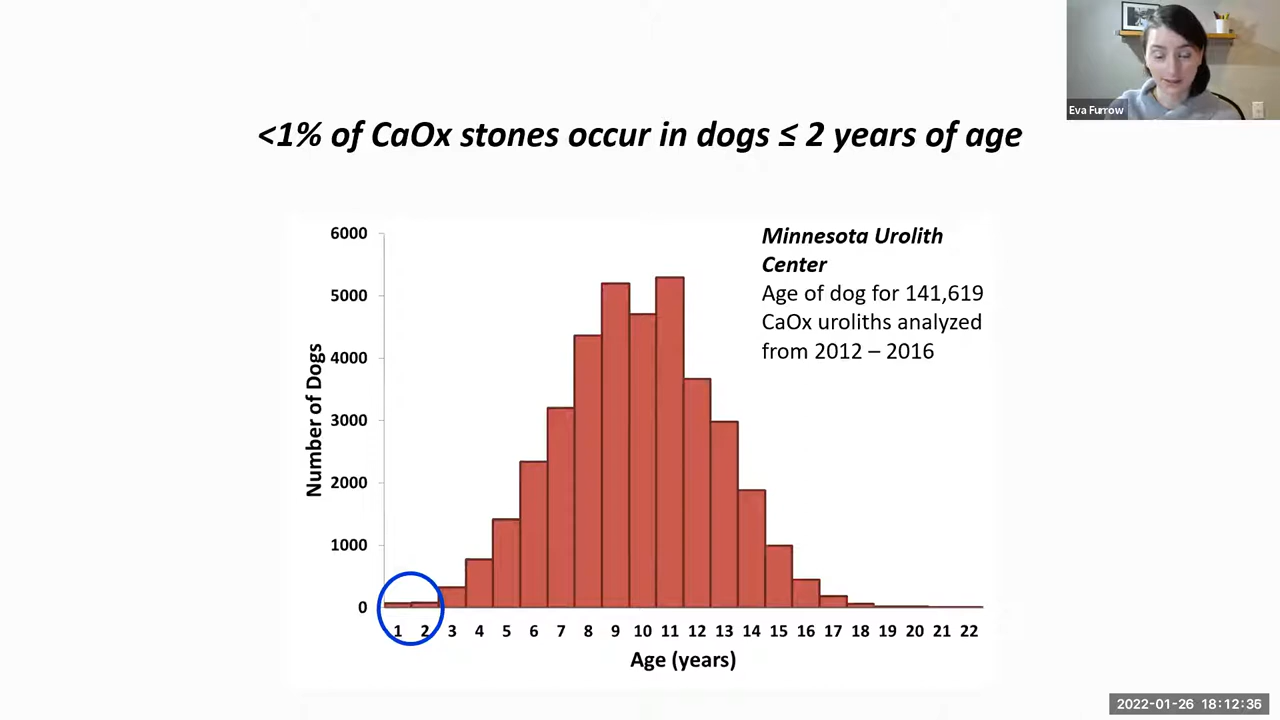 Eva Furrow
<1% of CaOx stones occur in dogs ≤ 2 years of age
Minnesota Urolith
Center
Age of dog for 141,619
CaOx uroliths analyzed
from 2012 – 2016
Number of Dogs
6000
5000
4000
3000
2000
1000
0
1 2 3 4 5 6 7 8 9 10 11 12 13 14 15 16 17 18 19 20 21 22
Age (years)
2022-01-26 18:12:36